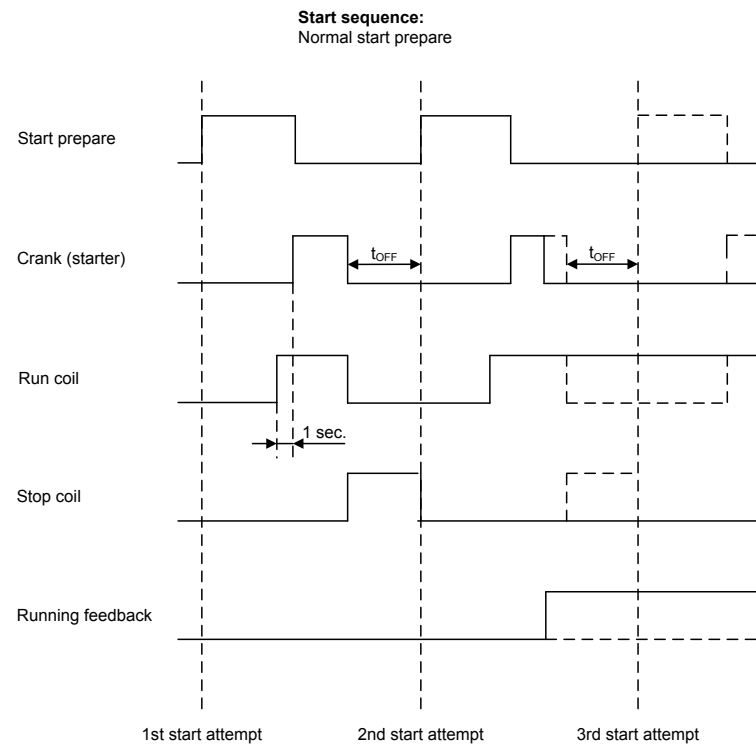 Start sequence:
Normal start prepare
Start prepare
Crank (starter)
tOFF
tOFF
Run coil
1 sec.
Stop coil
Running feedback
1st start attempt
2nd start attempt
3rd start attempt